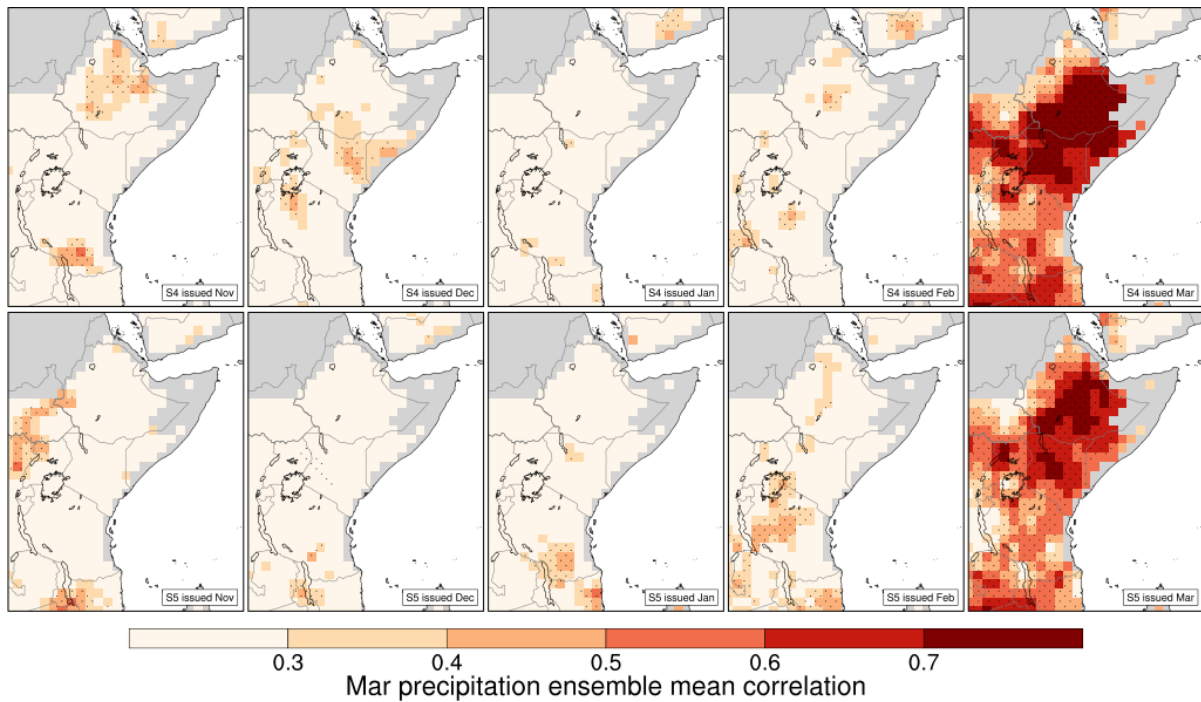 S4 issued Nov
S4 issued Dec
S4 issued Jan
S4 issued Feb
S4 issued Mar
S5 issued Nov
S5 issued Dec
S5 issued Jan
S5 issued Feb
S5 issued Mar
0.3 0.4 0.5 0.6 0.7
Mar precipitation ensemble mean correlation